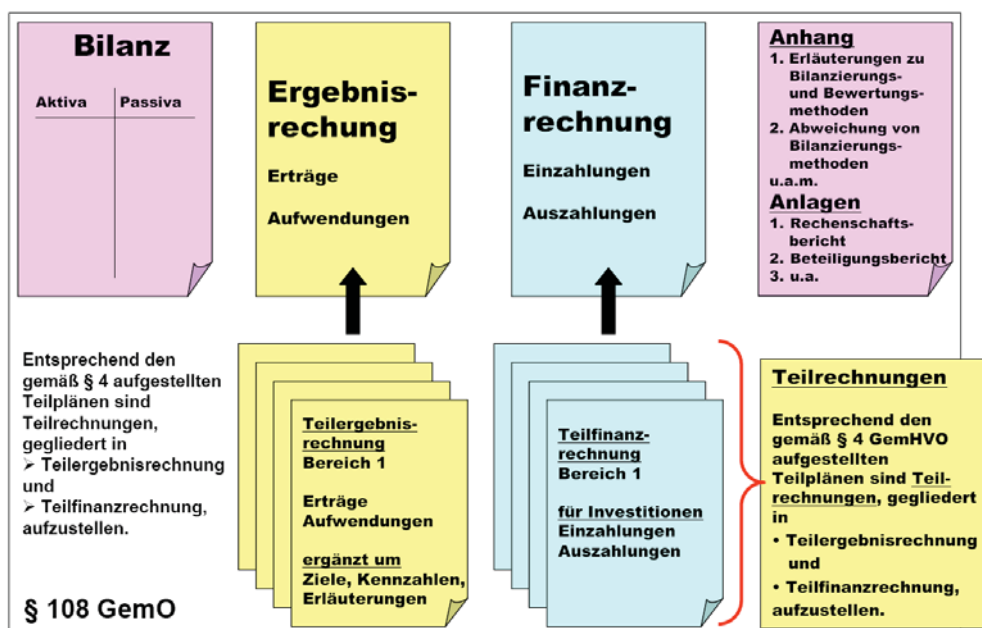 Bilanz
Aktiva
Passiva
Ergebnis-
rechung
Erträge
Aufwendungen
Finanz-
rechnung
Einzahlungen
Auszahlungen
Anhang
1. Erläuterungen zu
Bilanzierungs-
und Bewertungs-
methoden
2. Abweichung von
Bilanzierungs-
methoden
u.a.m.
Anlagen
1. Rechenschafts-
bericht
2. Beteiligungsbericht
3. u.a.
Entsprechend den
gemäß § 4 aufgestellten
Teilplänen sind
Teilrechnungen,
gegliedert in
➢ Teilergebnisrechnung
und
➢ Teilfinanzrechnung,
aufzustellen.
§ 108 GemO
Teilergebnis-
rechnung
Bereich 1
Erträge
Aufwendungen
ergänzt um
Ziele, Kennzahlen,
Erläuterungen
Teilfinanz-
rechnung
Bereich 1
für Investitionen
Einzahlungen
Auszahlungen
Teilrechnungen
Entsprechend den
gemäß § 4 GemHVO
aufgestellten
Teilplänen sind Teil-
rechnungen, gegliedert
in
• Teilergebnisrechnung
und
• Teilfinanzrechnung,
aufzustellen.